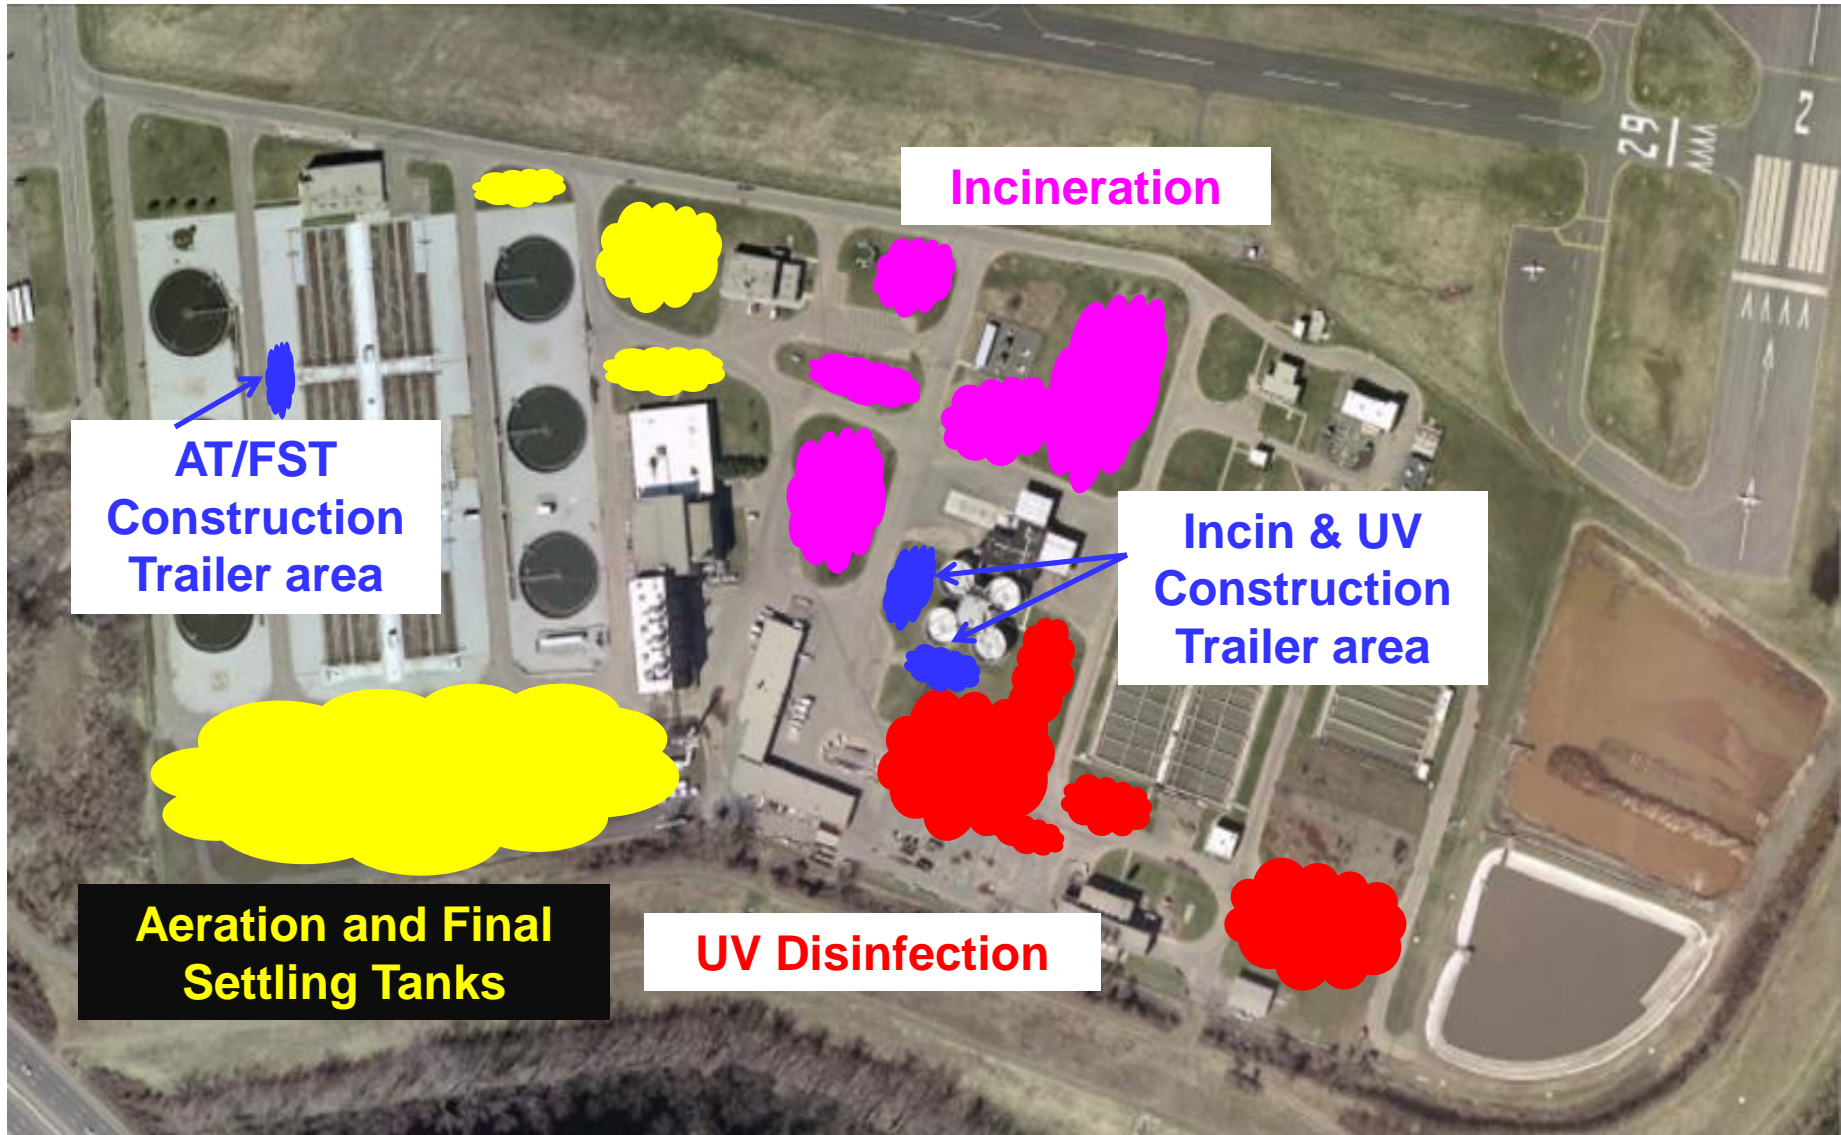 29
2
Incineration
AT/FST
Construction
Trailer area
Incin & UV
Construction
Trailer area
Aeration and Final
Settling Tanks
UV Disinfection